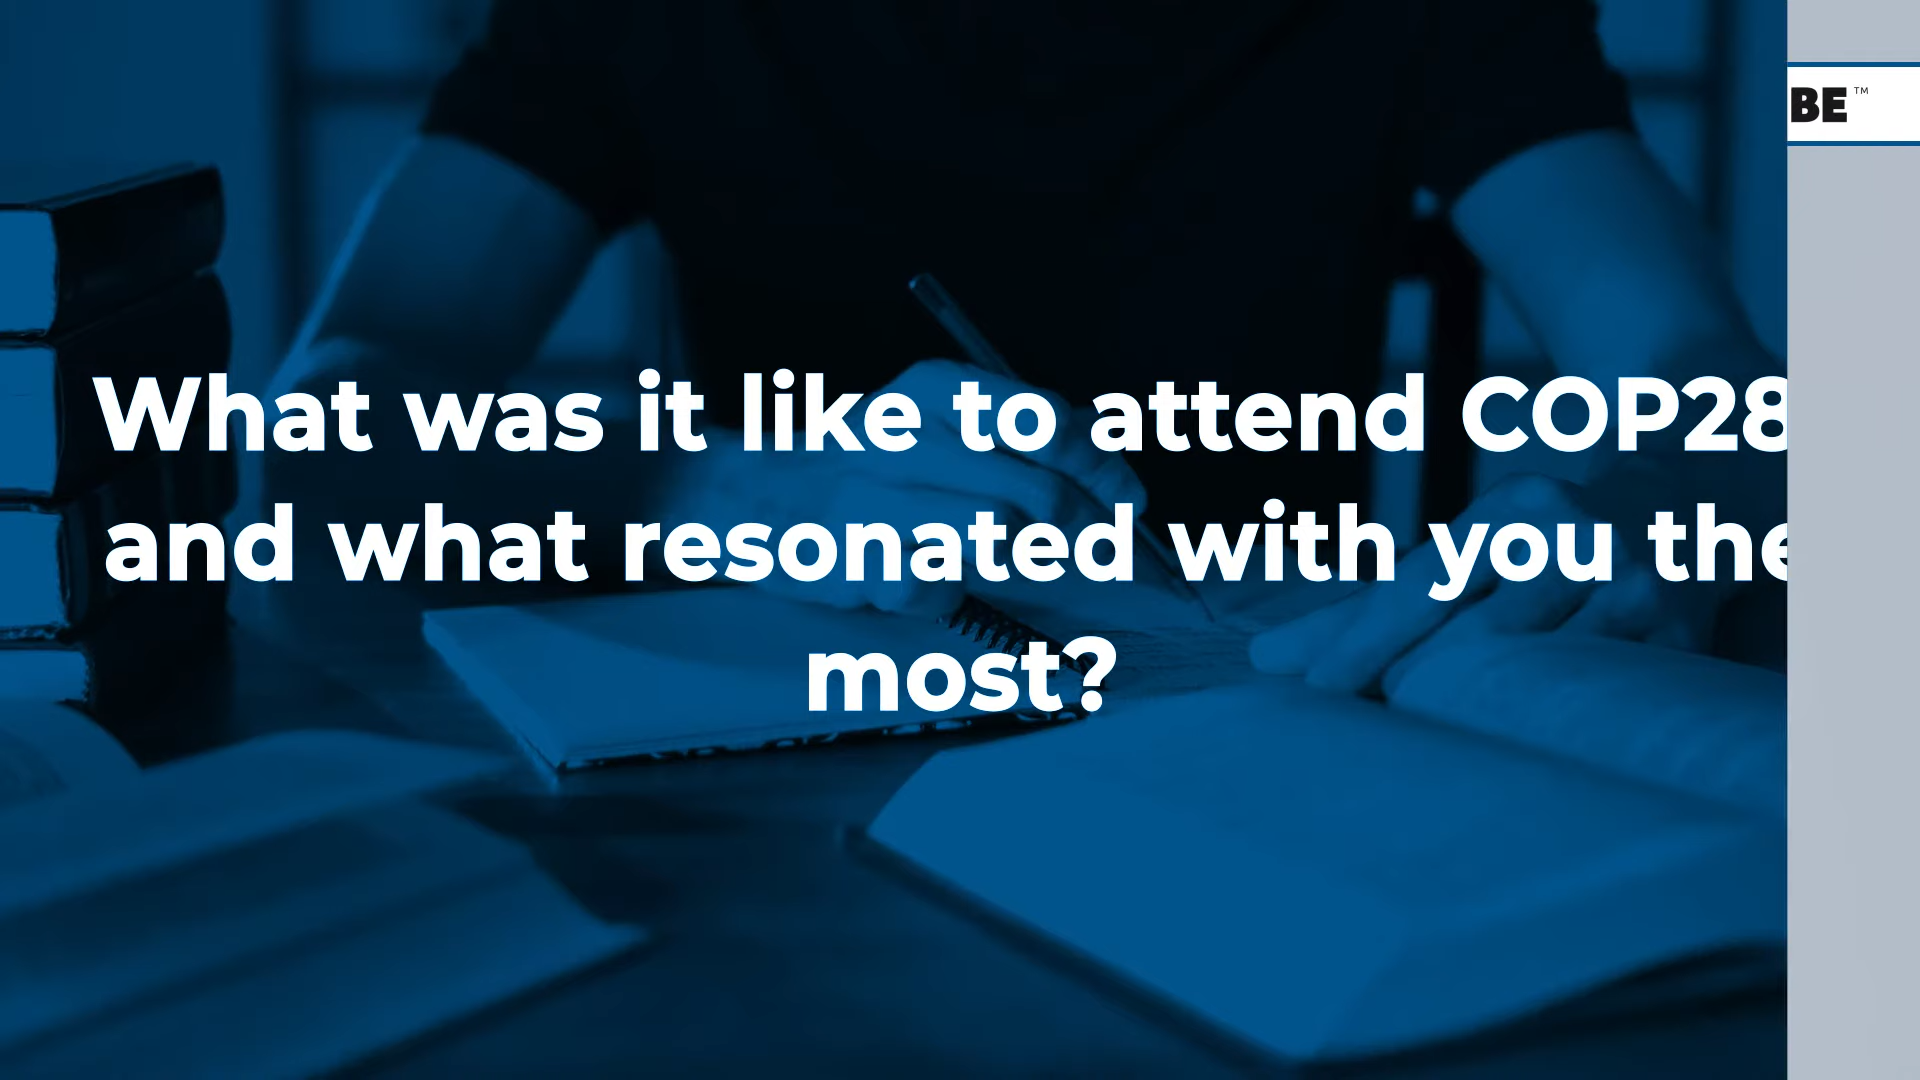 What was it like to attend COP28
and what resonated with you the
most?
BE™